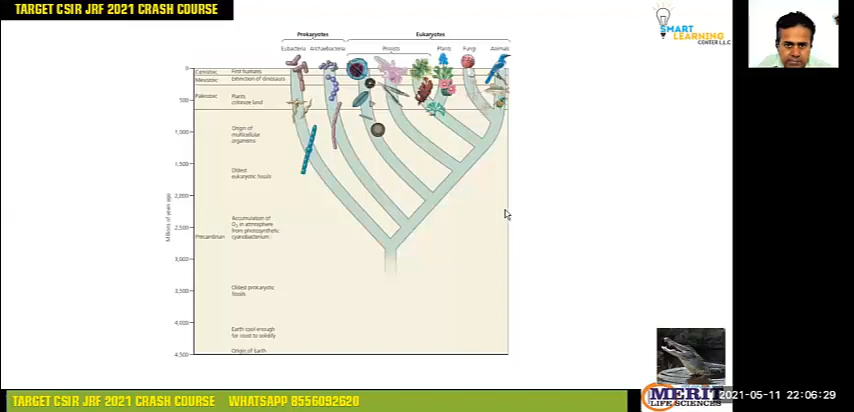 TARGET CSIR JRF 2021 CRASH COURSE
SMART
LEARNING
CENTER L.L.C
Prokaryotes
Eukaryotes
Eubacteria
Archaebacteria
Protists
Plants
Fungi
Animals
0
Cenozoic
First humans
Mesozoic
Extinction of dinosaurs
Paleozoic
Plants
colonize land
500
1,000
Origin of
multicellular
organisms
1,500
Oldest
eukaryotic fossils
2,000
Millions of years ago
Accumulation of
O₂ in atmosphere
from photosynthetic
cyanobacterium
2,500
Precambrian
3,000
Oldest prokaryotic
fossils
3,500
4,000
Earth cool enough
for crust to solidify
Origin of Earth
4,500
TARGET CSIR JRF 2021 CRASH COURSE WHATSAPP 8556092620
MERIT
LIFE SCIENCES
2021-05-11 22:06:29